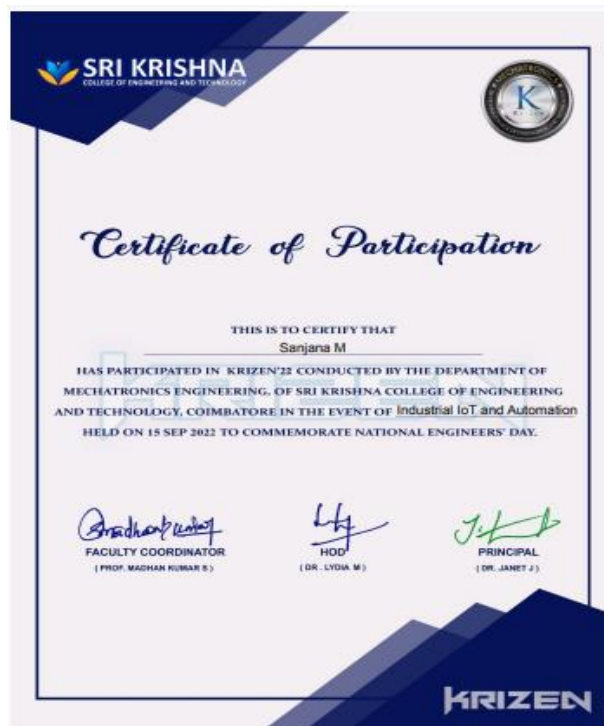 SRI KRISHNA
COLLEGE OF ENGINEERING AND TECHNOLOGY
MECHATRONICS
K
Krizen
Certificate of Participation
THIS IS TO CERTIFY THAT
Sanjana M
HAS PARTICIPATED IN KRIZEN'22 CONDUCTED BY THE DEPARTMENT OF
MECHATRONICS ENGINEERING, OF SRI KRISHNA COLLEGE OF ENGINEERING
AND TECHNOLOGY, COIMBATORE IN THE EVENT OF Industrial IoT and Automation
HELD ON 15 SEP 2022 TO COMMEMORATE NATIONAL ENGINEERS' DAY.
KRIZEN
FACULTY COORDINATOR
( PROF. MADHAN KUMAR S )
HOD
( DR . LYDIA M )
PRINCIPAL
( DR. JANET J )
KRIZEN